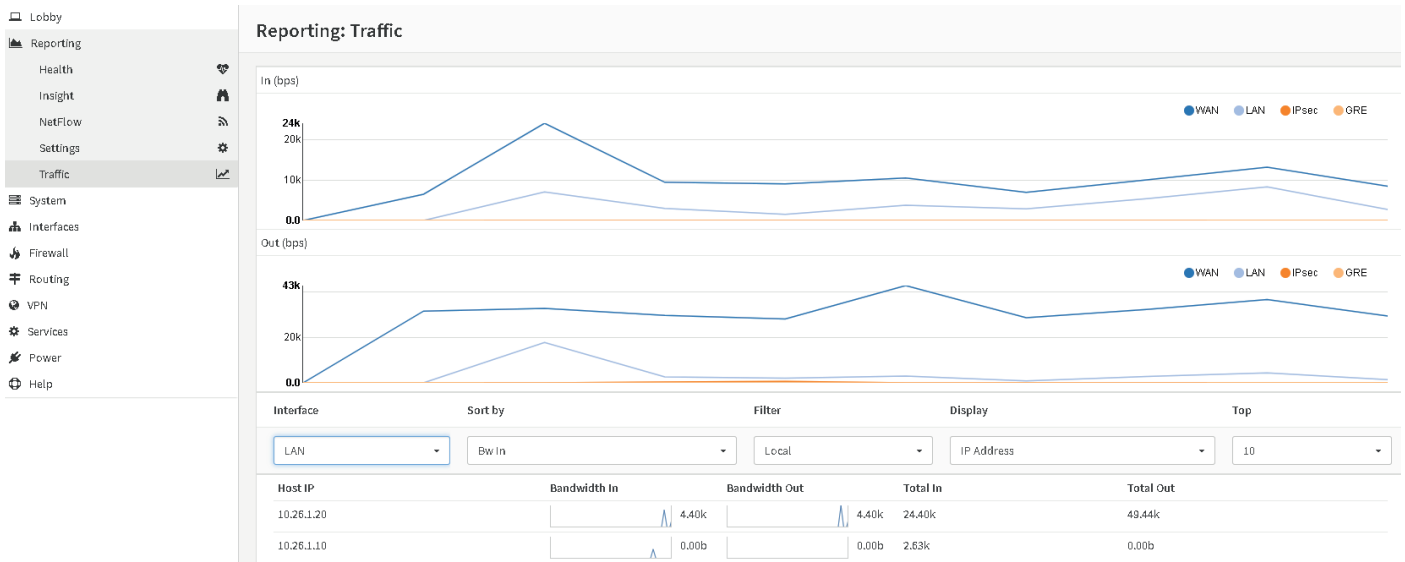 Lobby
Reporting
Health
Insight
NetFlow
Settings
Traffic
System
Interfaces
Firewall
Routing
VPN
Services
Power
Help
Reporting: Traffic
In (bps)
WAN LAN IPsec GRE
24k
20k
10k
0.0
Out (bps)
WAN LAN IPsec GRE
43k
20k
0.0
Interface Sort by Filter Display Top
LAN Bw In Local IP Address 10
Host IP Bandwidth In Bandwidth Out Total In Total Out
10.26.1.20 4.40k 4.40k 24.40k 49.44k
10.26.1.10 0.00b 0.00b 2.63k 0.00b